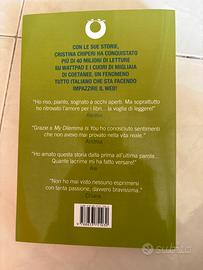 CON LE SUE STORIE,
CRISTINA CHIPERI HA CONQUISTATO
PIÙ DI 40 MILIONI DI LETTURE
SU WATTPAD E I CUORI DI MIGLIAIA
DI COETANEE. UN FENOMENO
TUTTO ITALIANO CHE STA FACENDO
IMPAZZIRE IL WEB!
"Ho riso, pianto, sognato a occhi aperti. Ma soprattutto
ho ritrovato l'amore per i libri... la voglia di leggere!"
"Grazie a My Dilemma is You ho conosciuto sentimenti
che non avevo mai provato nella vita reale."
Andrea
"Ho amato questa storia dalla prima all'ultima parola...
Quante lacrime mi ha fatto versare!"
"Non ho mai visto nessuno esprimersi
con tanta passione, davvero bravissima."
Chiara
subito